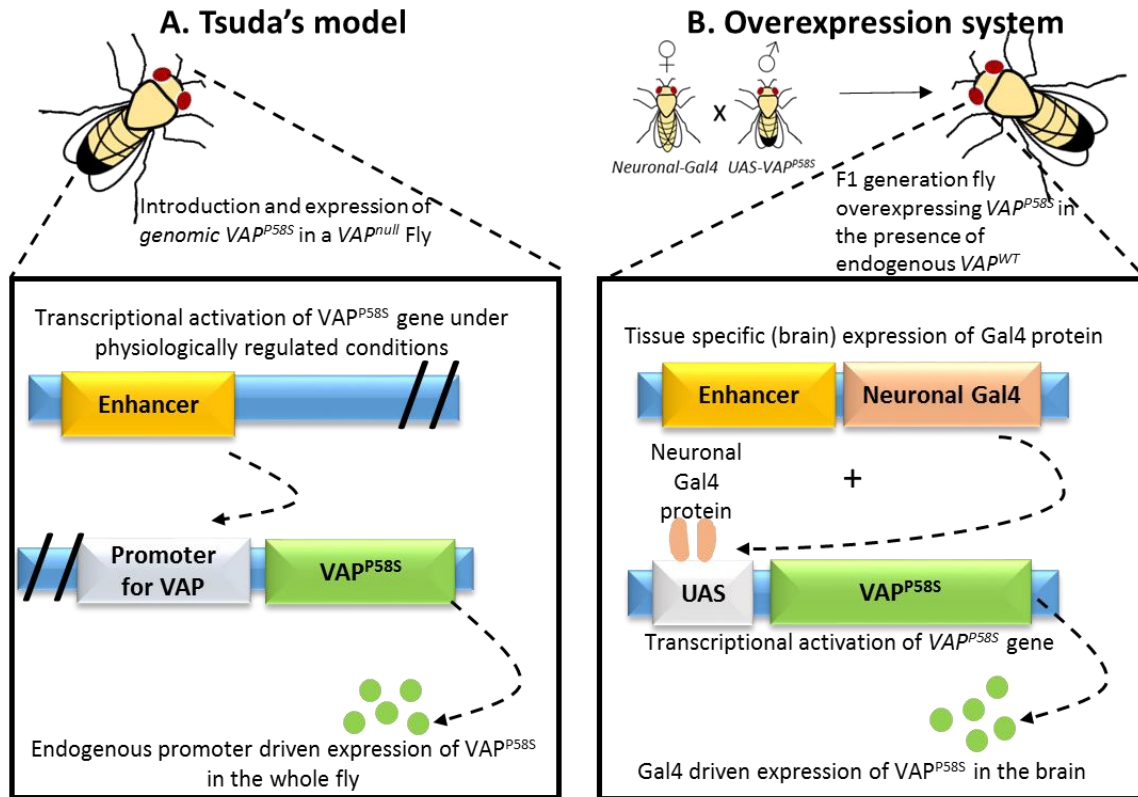 A. Tsuda's model
Introduction and expression of
genomic VAP^P58S in a VAP^null Fly
Transcriptional activation of VAP^P58S gene under
physiologically regulated conditions
Enhancer
Promoter
for VAP
VAP^P58S
Endogenous promoter driven expression of VAP^P58S
in the whole fly
B. Overexpression system
♀
♂
X
Neuronal-Gal4
UAS-VAP^P58S
F1 generation fly
overexpressing VAP^P58S in
the presence of
endogenous VAP^WT
Tissue specific (brain) expression of Gal4 protein
Enhancer
Neuronal Gal4
Neuronal
Gal4
protein
+
UAS
VAP^P58S
Transcriptional activation of VAP^P58S gene
Gal4 driven expression of VAP^P58S in the brain